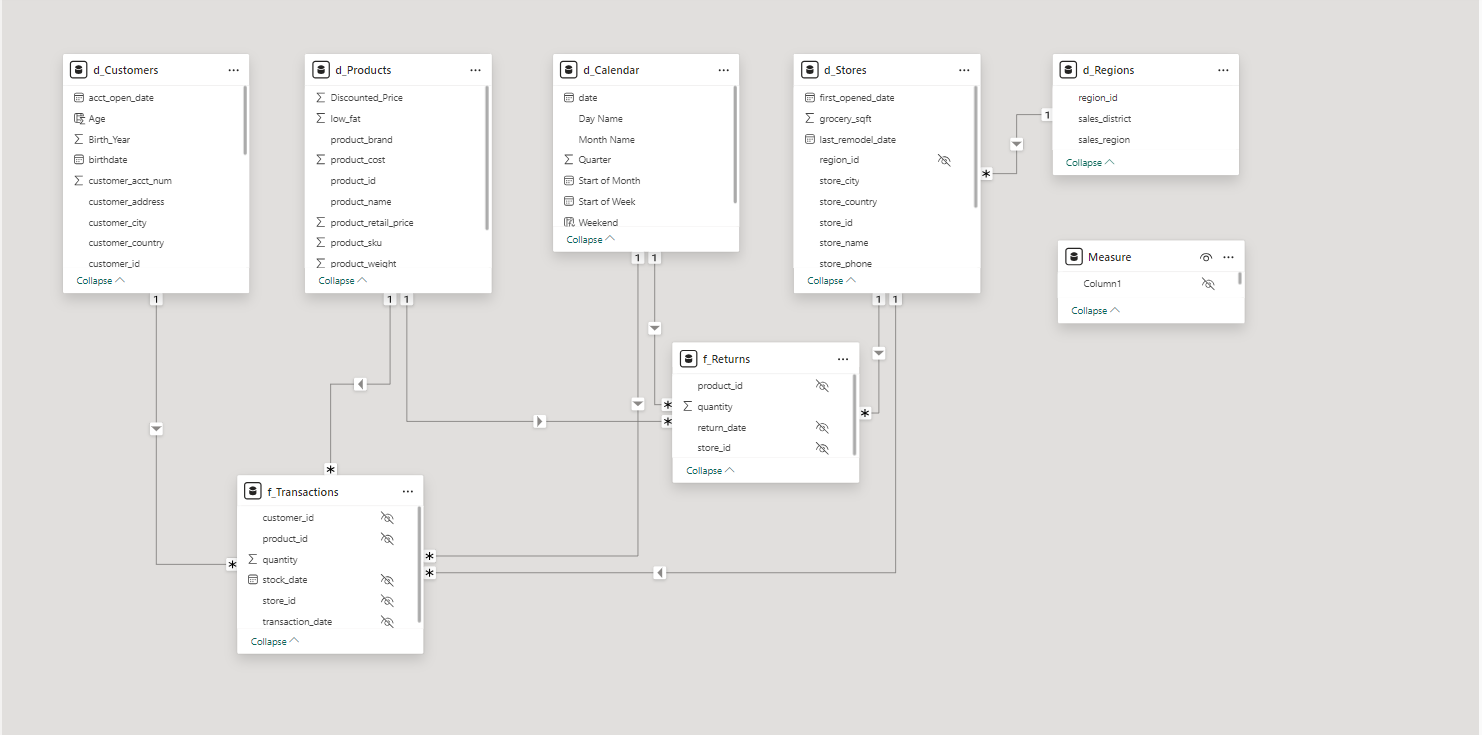 d_Customers
acct_open_date
Age
Birth_Year
birthdate
customer_acct_num
customer_address
customer_city
customer_country
customer_id
Collapse
1
d_Products
Discounted_Price
low_fat
product_brand
product_cost
product_id
product_name
product_retail_price
product_sku
product_weight
Collapse
1 1
d_Calendar
date
Day Name
Month Name
Quarter
Start of Month
Start of Week
Weekend
Collapse
1 1
d_Stores
first_opened_date
grocery_sqft
last_remodel_date
region_id
store_city
store_country
store_id
store_name
store_phone
Collapse
1 1
*
1
d_Regions
region_id
sales_district
sales_region
Collapse
Measure
Column1
Collapse
f_Returns
product_id
quantity
return_date
store_id
Collapse
*
*
*
f_Transactions
customer_id
product_id
quantity
stock_date
store_id
transaction_date
Collapse
*
*
*
*